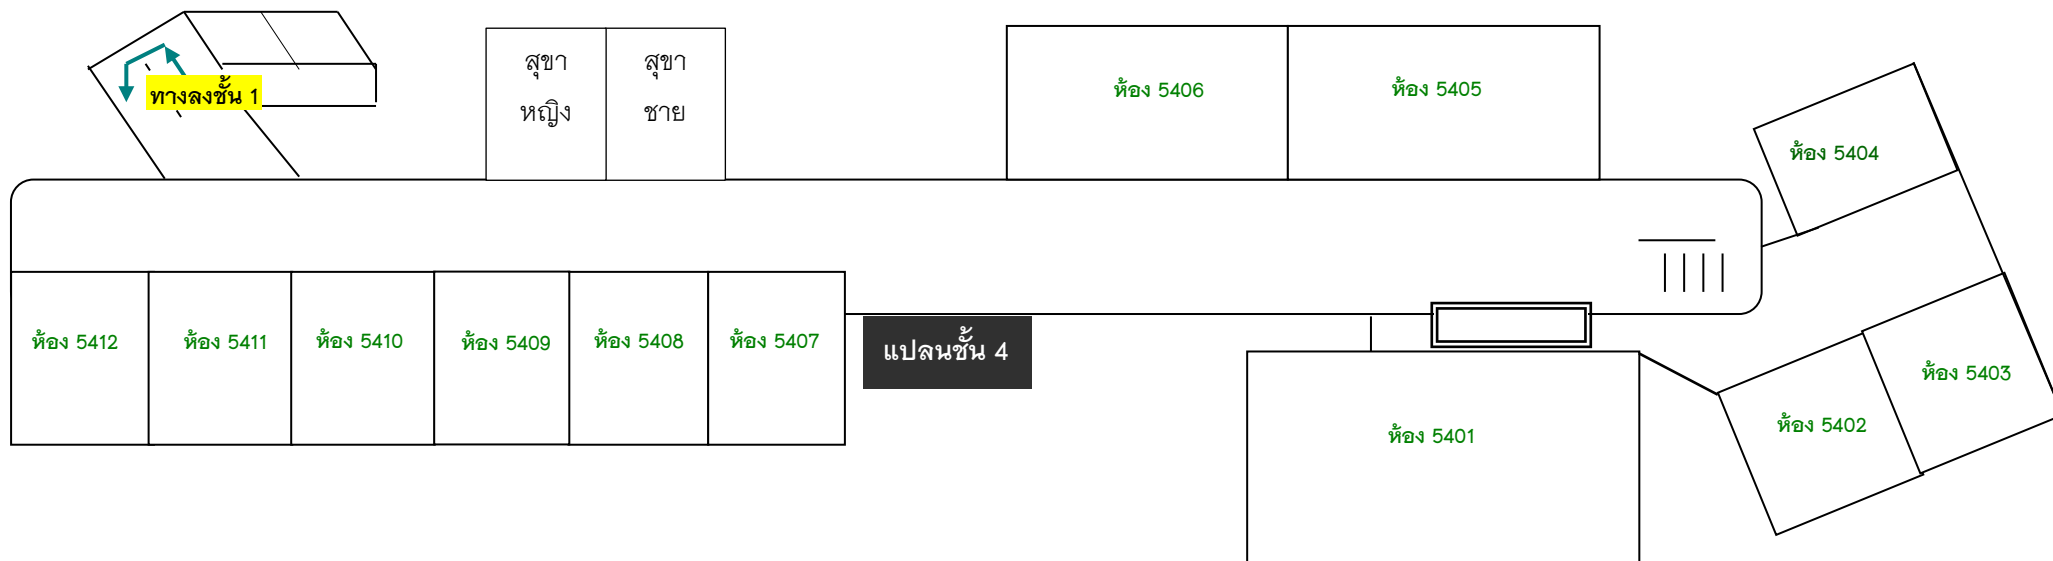 สุขา
หญิง
สุขา
ชาย
ทางลงชั้น 1
ห้อง 5406
ห้อง 5405
ห้อง 5404
ห้อง 5412
ห้อง 5411
ห้อง 5410
ห้อง 5409
ห้อง 5408
ห้อง 5407
แปลนชั้น 4
ห้อง 5403
ห้อง 5402
ห้อง 5401